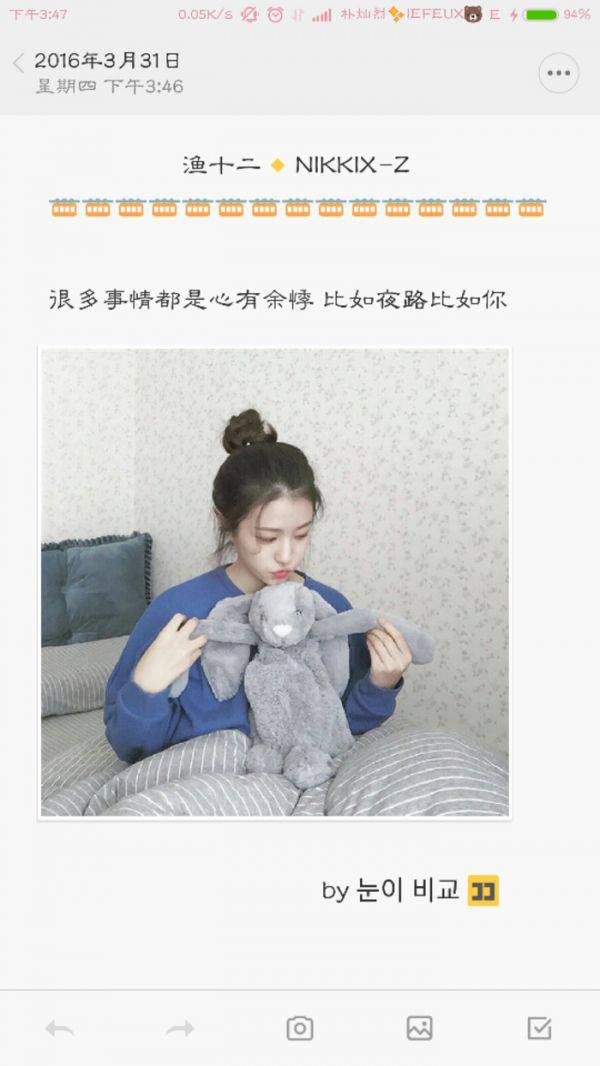 下午3:47 0.05K/s 朴灿烈✨IEFEUX🐻 E 94%
2016年3月31日
星期四 下午3:46
渔十二🔸NIKKIX-Z
🚟🚟🚟🚟🚟🚟🚟🚟🚟🚟🚟🚟🚟🚟🚟
很多事情都是心有余悸 比如夜路比如你
by 눈이 비교 🈁